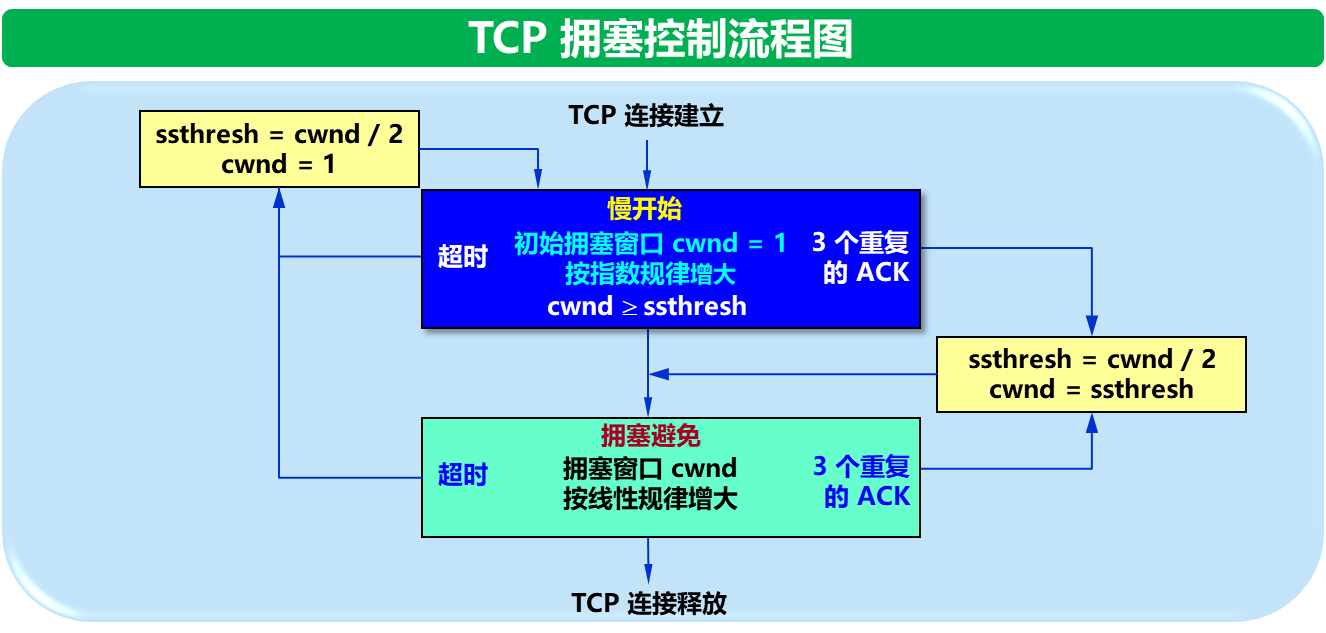 TCP 拥塞控制流程图
TCP 连接建立
ssthresh = cwnd / 2
cwnd = 1
慢开始
超时
初始拥塞窗口 cwnd = 1
按指数规律增大
cwnd ≥ ssthresh
3 个重复
的 ACK
ssthresh = cwnd / 2
cwnd = ssthresh
拥塞避免
超时
拥塞窗口 cwnd
按线性规律增大
3 个重复
的 ACK
TCP 连接释放